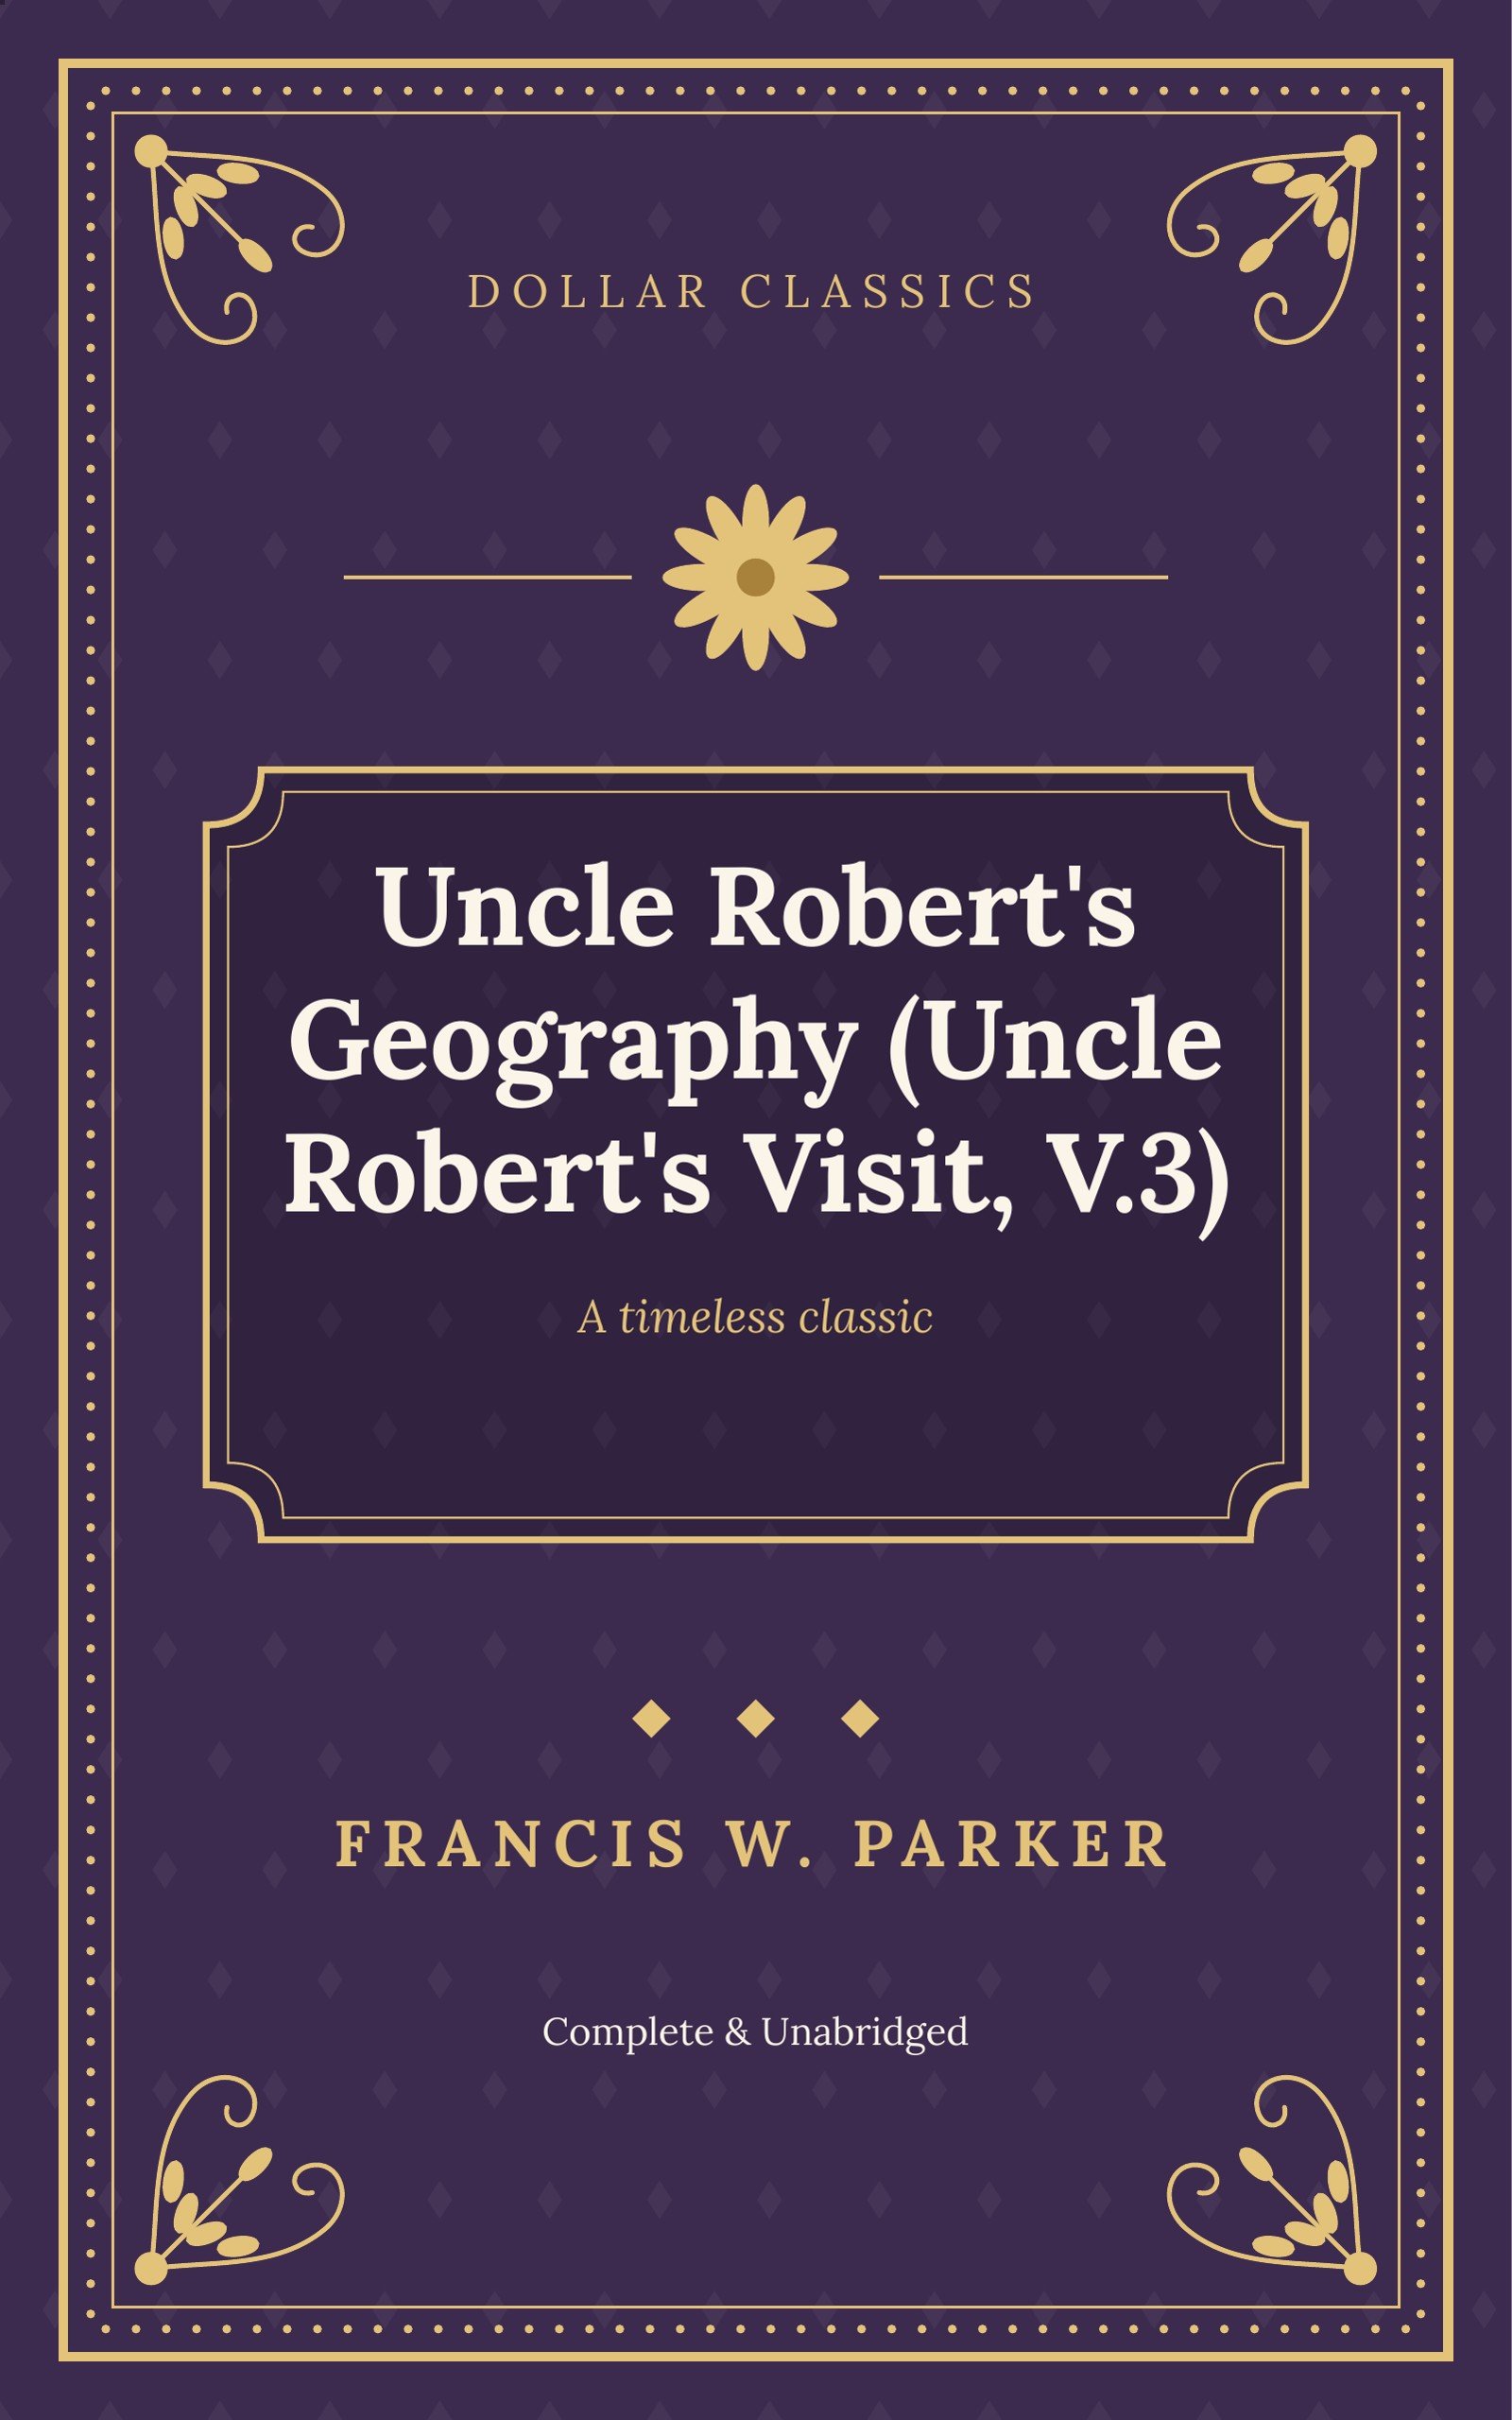 DOLLAR CLASSICS
Uncle Robert's
Geography (Uncle
Robert's Visit, V.3)
A timeless classic
FRANCIS W. PARKER
Complete & Unabridged